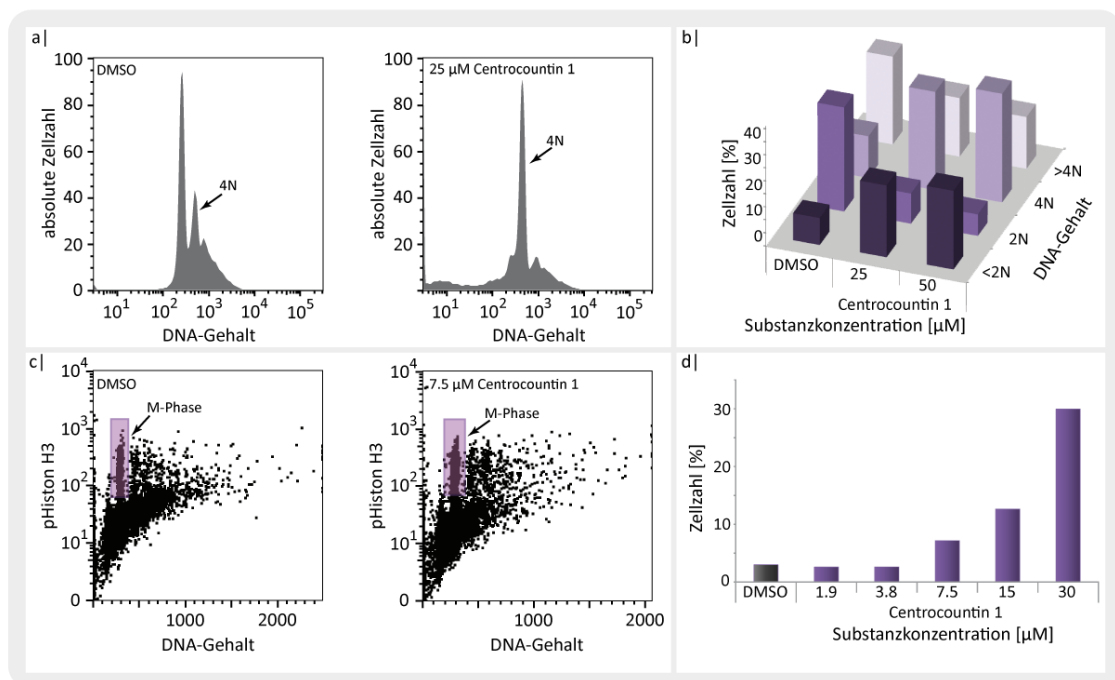 a|
DMSO
absolute Zellzahl
100
80
60
40
20
0
4N
10¹ 10² 10³ 10⁴ 10⁵
DNA-Gehalt
25 µM Centrocountin 1
absolute Zellzahl
100
80
60
40
20
4N
10¹ 10² 10³ 10⁴ 10⁵
DNA-Gehalt
b|
Zellzahl [%]
40
30
20
10
0
DMSO
25
50
Centrocountin 1
Substanzkonzentration [µM]
<2N
2N
4N
>4N
DNA-Gehalt
c|
DMSO
pHiston H3
10⁴
10³
10²
10¹
0
M-Phase
1000 2000
DNA-Gehalt
7.5 µM Centrocountin 1
pHiston H3
10⁴
10³
10²
10¹
0
M-Phase
1000 2000
DNA-Gehalt
d|
Zellzahl [%]
30
20
10
0
DMSO 1.9 3.8 7.5 15 30
Centrocountin 1
Substanzkonzentration [µM]